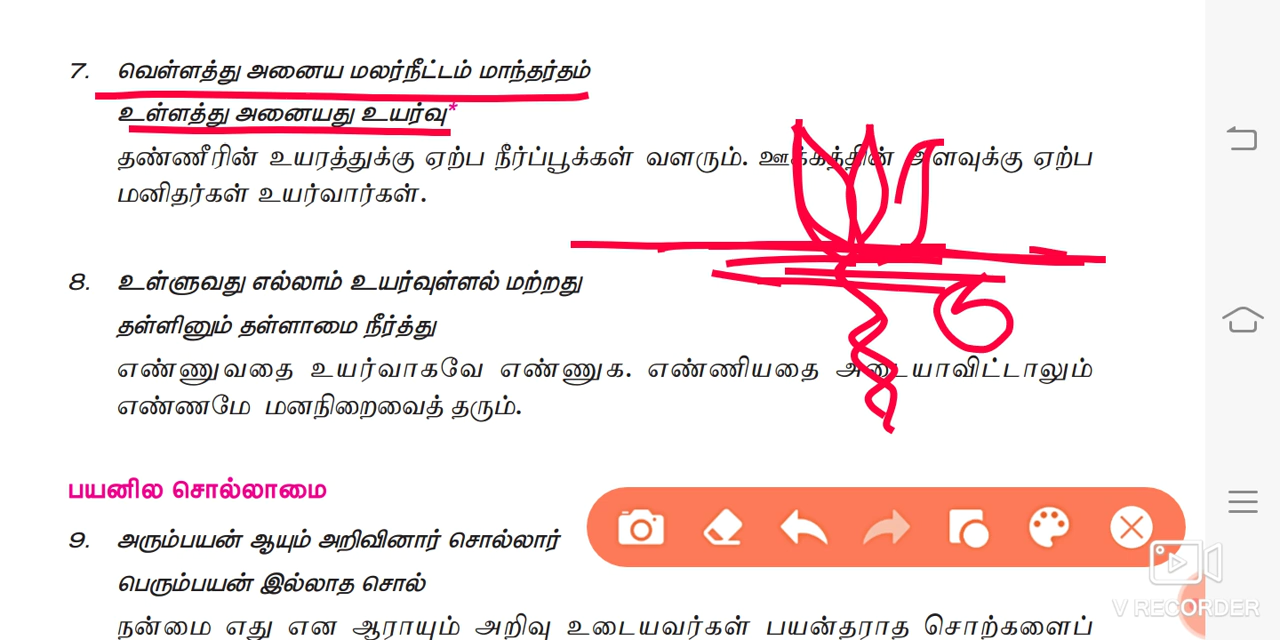 7. வெள்ளத்து அனைய மலர்நீட்டம் மாந்தர்தம்
உள்ளத்து அனையது உயர்வு*
தண்ணீரின் உயரத்துக்கு ஏற்ப நீர்ப்பூக்கள் வளரும். ஊக்கத்தின் அளவுக்கு ஏற்ப
மனிதர்கள் உயர்வார்கள்.
8. உள்ளுவது எல்லாம் உயர்வுள்ளல் மற்றது
தள்ளினும் தள்ளாமை நீர்த்து
எண்ணுவதை உயர்வாகவே எண்ணுக. எண்ணியதை அடையாவிட்டாலும்
எண்ணமே மனநிறைவைத் தரும்.
பயனில சொல்லாமை
9. அரும்பயன் ஆயும் அறிவினார் சொல்லார்
பெரும்பயன் இல்லாத சொல்
நன்மை எது என ஆராயும் அறிவு உடையவர்கள் பயன்தராத சொற்களைப்
V RECORDER